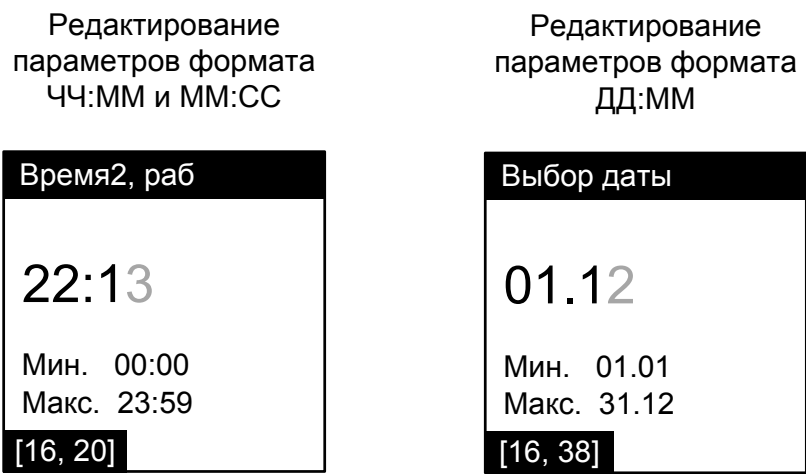 Редактирование
параметров формата
ЧЧ:ММ и ММ:СС
Время2, раб
22:13
Мин. 00:00
Макс. 23:59
[16, 20]
Редактирование
параметров формата
ДД:ММ
Выбор даты
01.12
Мин. 01.01
Макс. 31.12
[16, 38]